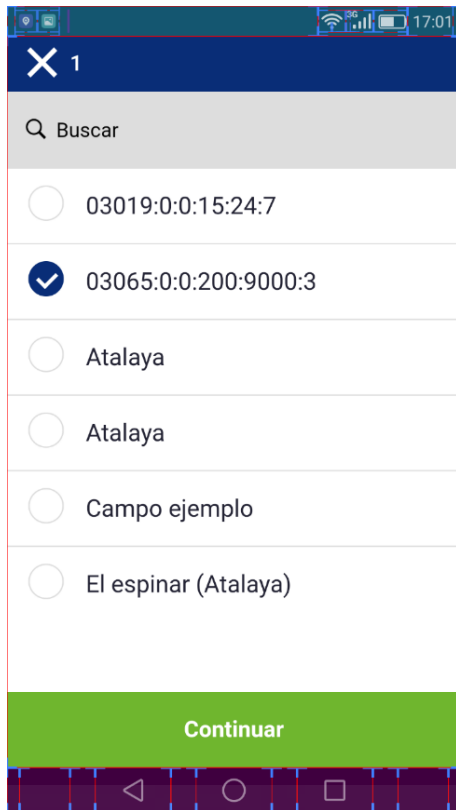 3G 17:01
1
Buscar
03019:0:0:15:24:7
03065:0:0:200:9000:3
Atalaya
Atalaya
Campo ejemplo
El espinar (Atalaya)
Continuar